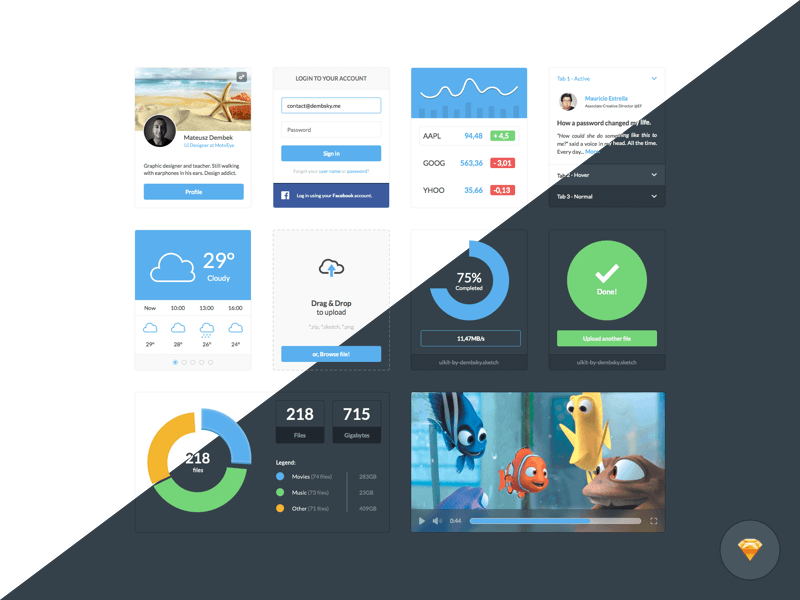 Mateusz Dembek
UI Designer at MotoEye
Graphic designer and teacher. Still walking
with earphones in his ears. Design addict.
Profile
LOGIN TO YOUR ACCOUNT
contact@dembsky.me
Password
Sign in
Forgot your user name or password?
Log in using your Facebook account.
AAPL 94,48 + 4,5
GOOG 563,36 - 3,01
YHOO 35,66 -0,13
Tab 1 - Active
Mauricio Estrella
Associate Creative Director @EF
How a password changed my life.
"How could she do something like this to
me?" said a voice in my head. All the time.
Every day... More
Tab 2 - Hover
Tab 3 - Normal
29°
Cloudy
Now 10:00 13:00 16:00
29° 28° 26° 24°
Drag & Drop
to upload
*.zip, *.sketch, *.png
or, Browse file!
75%
Completed
11,47MB/s
uikit-by-dembsky.sketch
Done!
Upload another file
uikit-by-dembsky.sketch
218
files
218
Files
715
Gigabytes
Legend:
Movies (74 files) 283GB
Music (73 files) 23GB
Other (71 files) 409GB
0:44